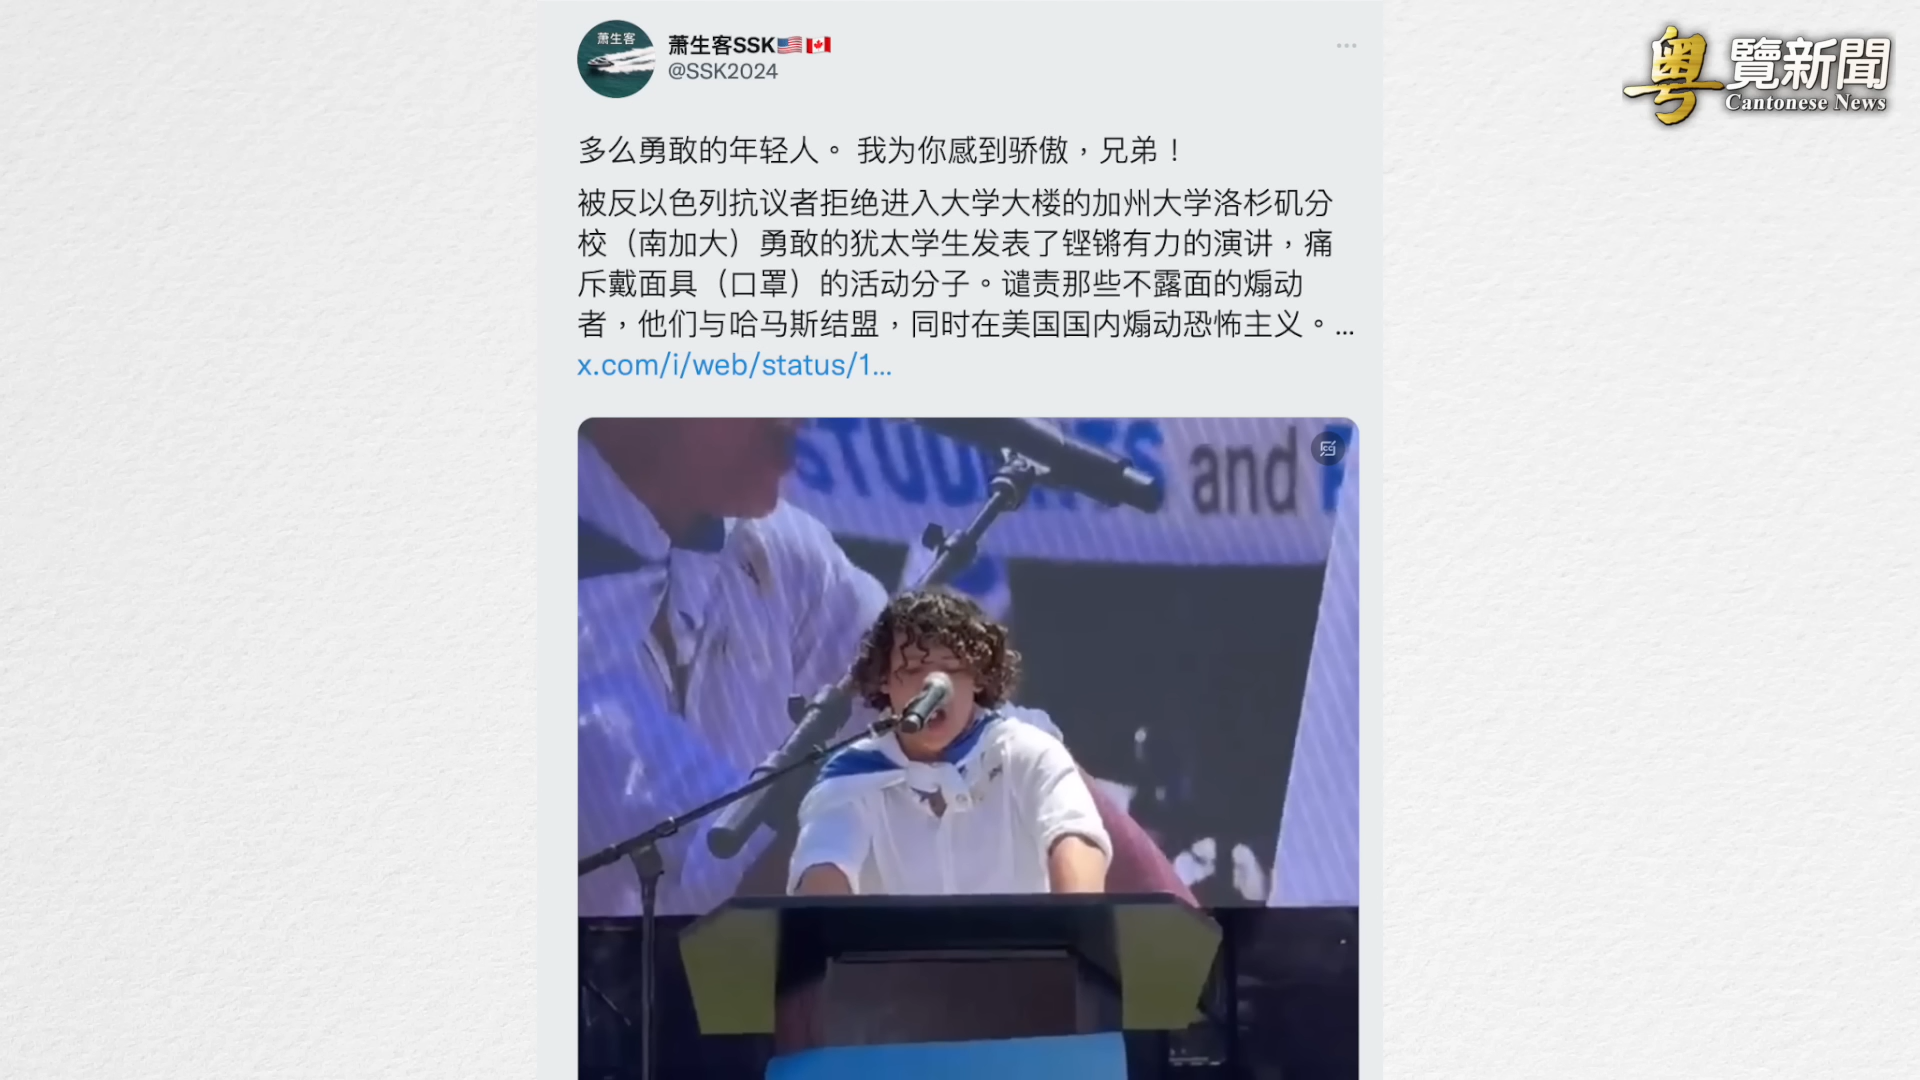 萧生客
萧生客SSK🇺🇸🇨🇦
@SSK2024
粤覽新聞
Cantonese News
多么勇敢的年轻人。 我为你感到骄傲，兄弟！
被反以色列抗议者拒绝进入大学大楼的加州大学洛杉矶分
校（南加大）勇敢的犹太学生发表了铿锵有力的演讲，痛
斥戴面具（口罩）的活动分子。谴责那些不露面的煽动
者，他们与哈马斯结盟，同时在美国国内煽动恐怖主义。...
x.com/i/web/status/1...
and